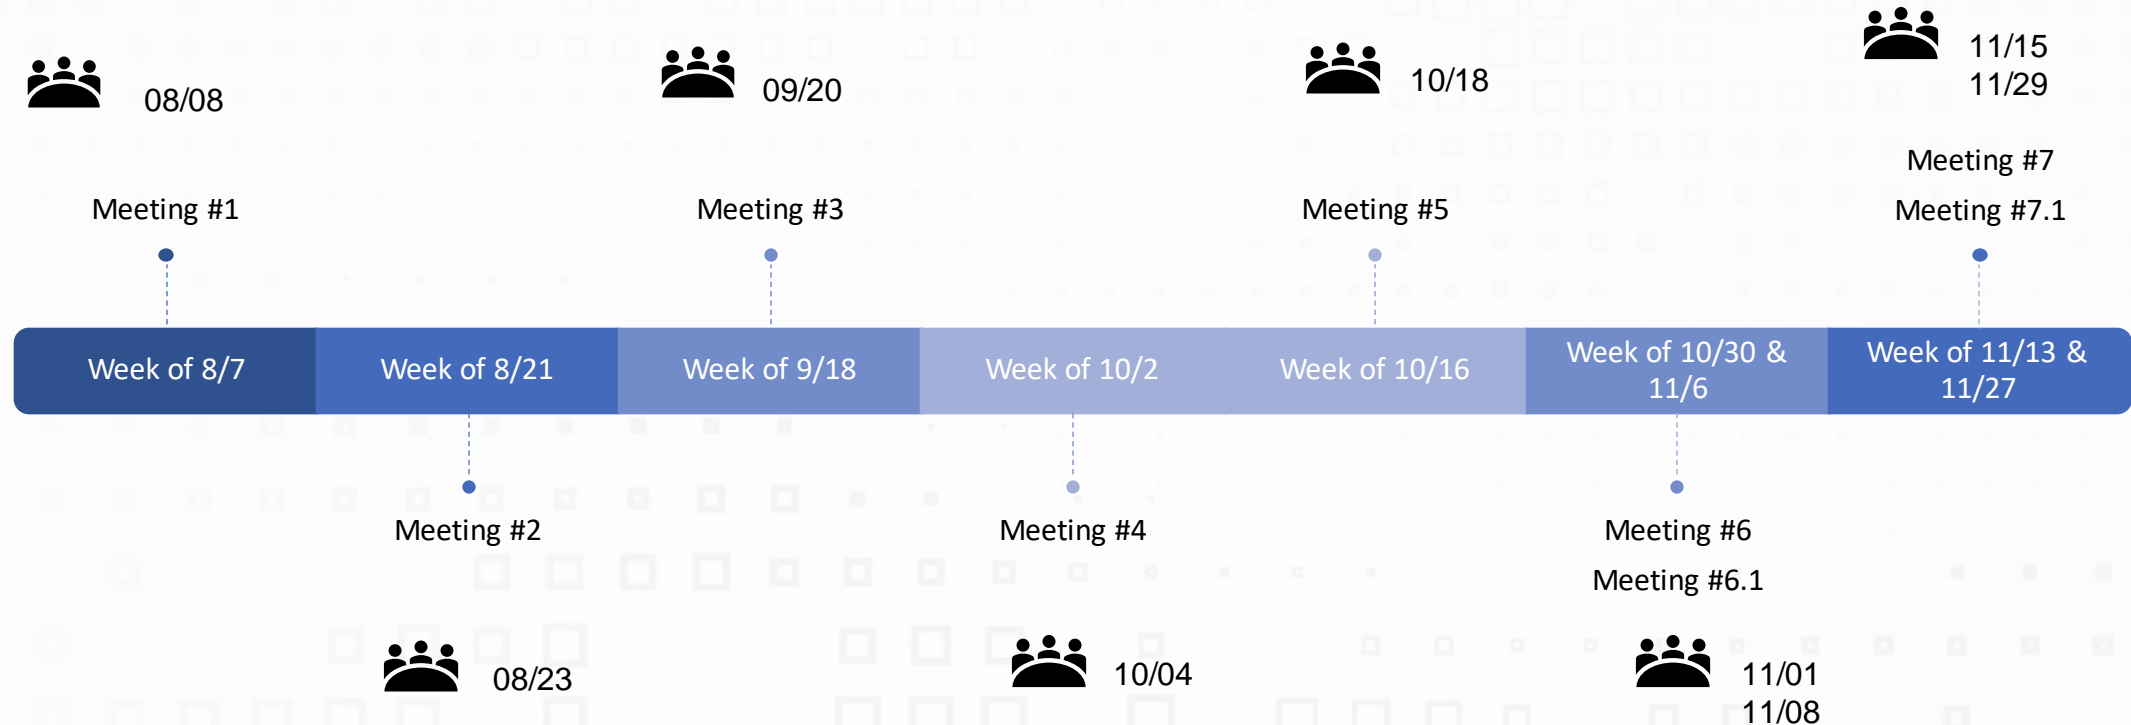 08/08
09/20
10/18
11/15
11/29
Meeting #1
Meeting #3
Meeting #5
Meeting #7
Meeting #7.1
Week of 8/7
Week of 8/21
Week of 9/18
Week of 10/2
Week of 10/16
Week of 10/30 &
11/6
Week of 11/13 &
11/27
Meeting #2
Meeting #4
Meeting #6
Meeting #6.1
08/23
10/04
11/01
11/08